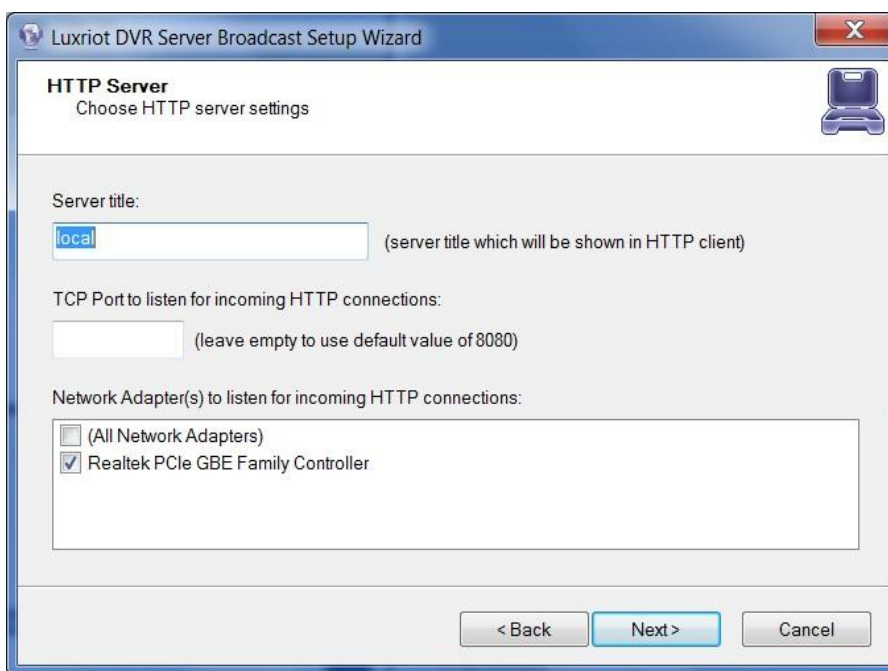 Luxriot DVR Server Broadcast Setup Wizard
HTTP Server
Choose HTTP server settings
Server title:
local
(server title which will be shown in HTTP client)
TCP Port to listen for incoming HTTP connections:
(leave empty to use default value of 8080)
Network Adapter(s) to listen for incoming HTTP connections:
(All Network Adapters)
Realtek PCIe GBE Family Controller
< Back
Next >
Cancel